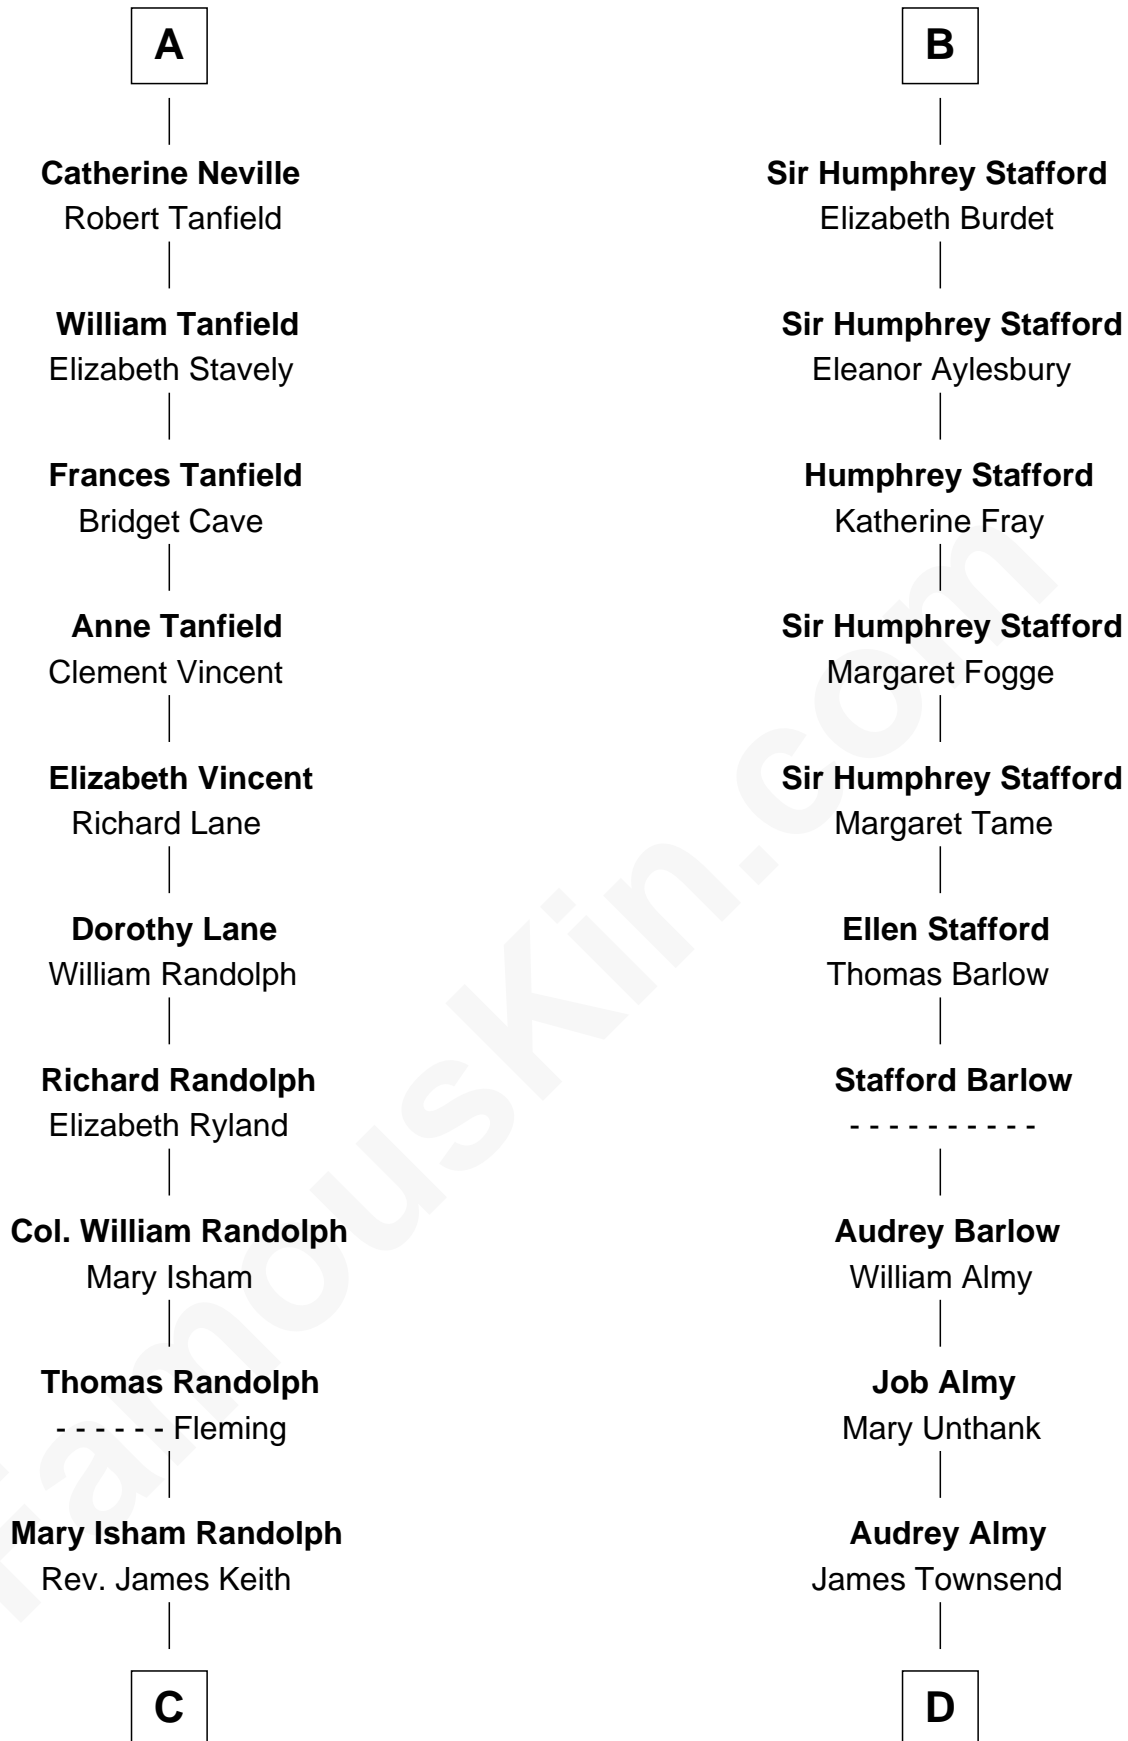 A
Catherine Neville
Robert Tanfield
William Tanfield
Elizabeth Stavely
Frances Tanfield
Bridget Cave
Anne Tanfield
Clement Vincent
Elizabeth Vincent
Richard Lane
Dorothy Lane
William Randolph
Richard Randolph
Elizabeth Ryland
Col. William Randolph
Mary Isham
Thomas Randolph
- - - - - - Fleming
Mary Isham Randolph
Rev. James Keith
C
B
Sir Humphrey Stafford
Elizabeth Burdet
Sir Humphrey Stafford
Eleanor Aylesbury
Humphrey Stafford
Katherine Fray
Sir Humphrey Stafford
Margaret Fogge
Sir Humphrey Stafford
Margaret Tame
Ellen Stafford
Thomas Barlow
Stafford Barlow
- - - - - - - - - -
Audrey Barlow
William Almy
Job Almy
Mary Unthank
Audrey Almy
James Townsend
D
FamousKin.com